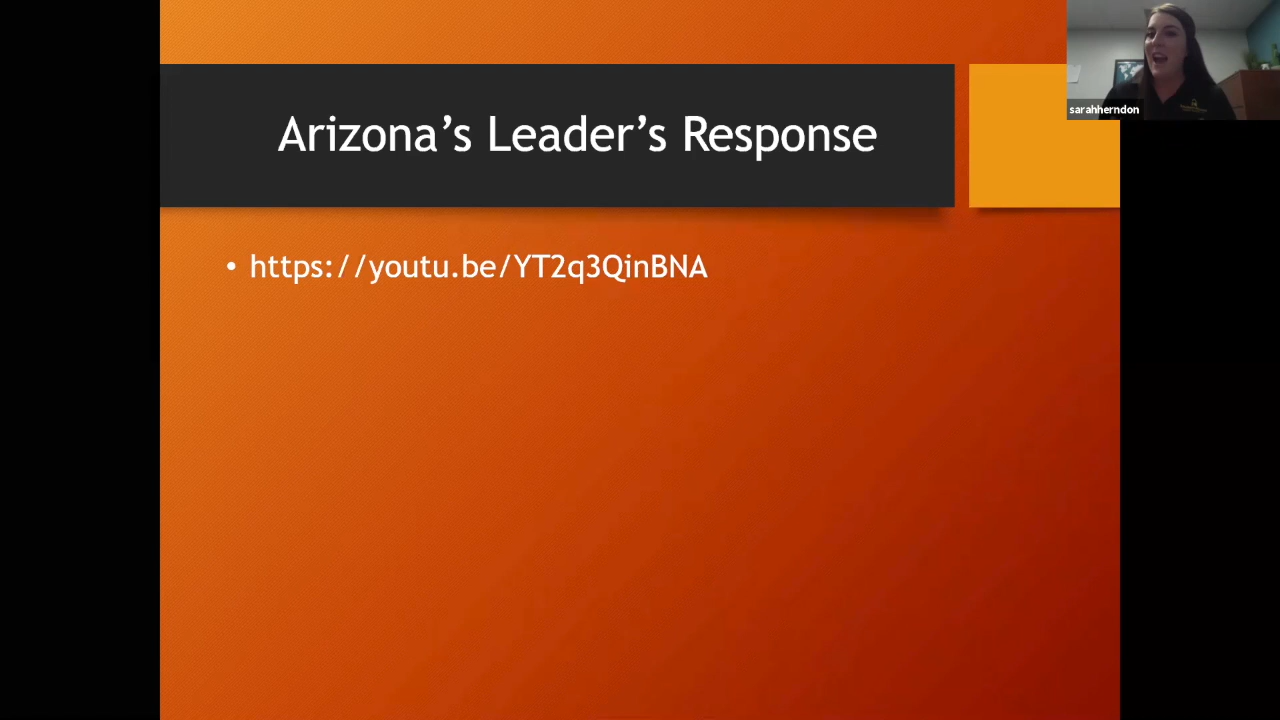 Arizona’s Leader’s Response
sarahherndon
• https://youtu.be/YT2q3QinBNA